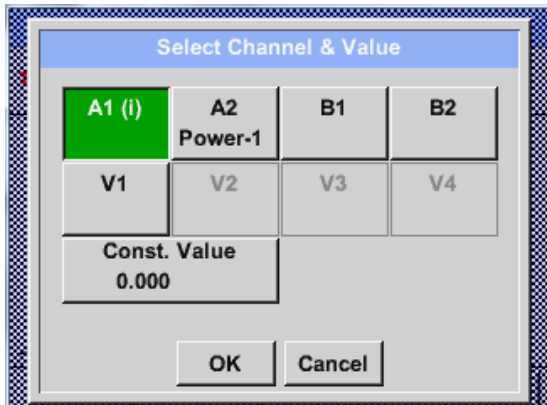 Select Channel & Value
A1 (i) A2 B1 B2
Power-1
V1 V2 V3 V4
Const. Value
0.000
OK Cancel